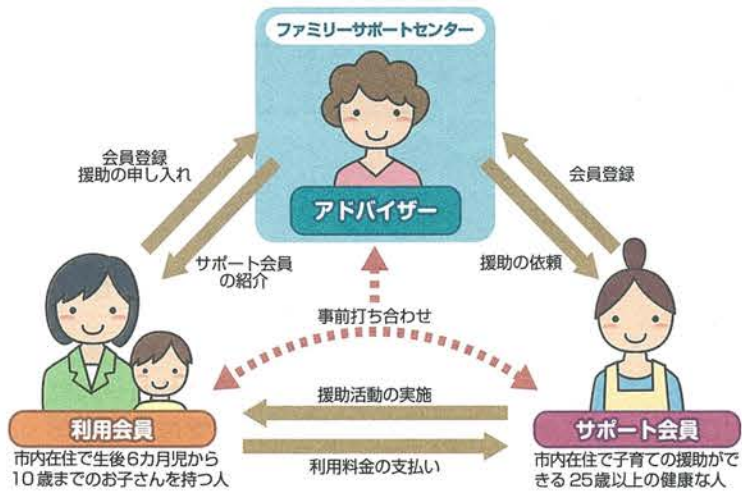 ファミリーサポートセンター
アドバイザー
会員登録
援助の申し入れ
会員登録
サポート会員
の紹介
援助の依頼
事前打ち合わせ
援助活動の実施
利用料金の支払い
利用会員
市内在住で生後6カ月児から
10歳までのお子さんを持つ人
サポート会員
市内在住で子育ての援助がで
きる25歳以上の健康な人